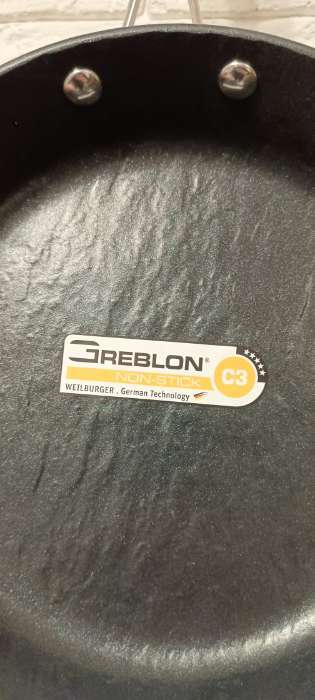 GREBLON®
NON-STICK
C3
WEILBURGER . German Technology